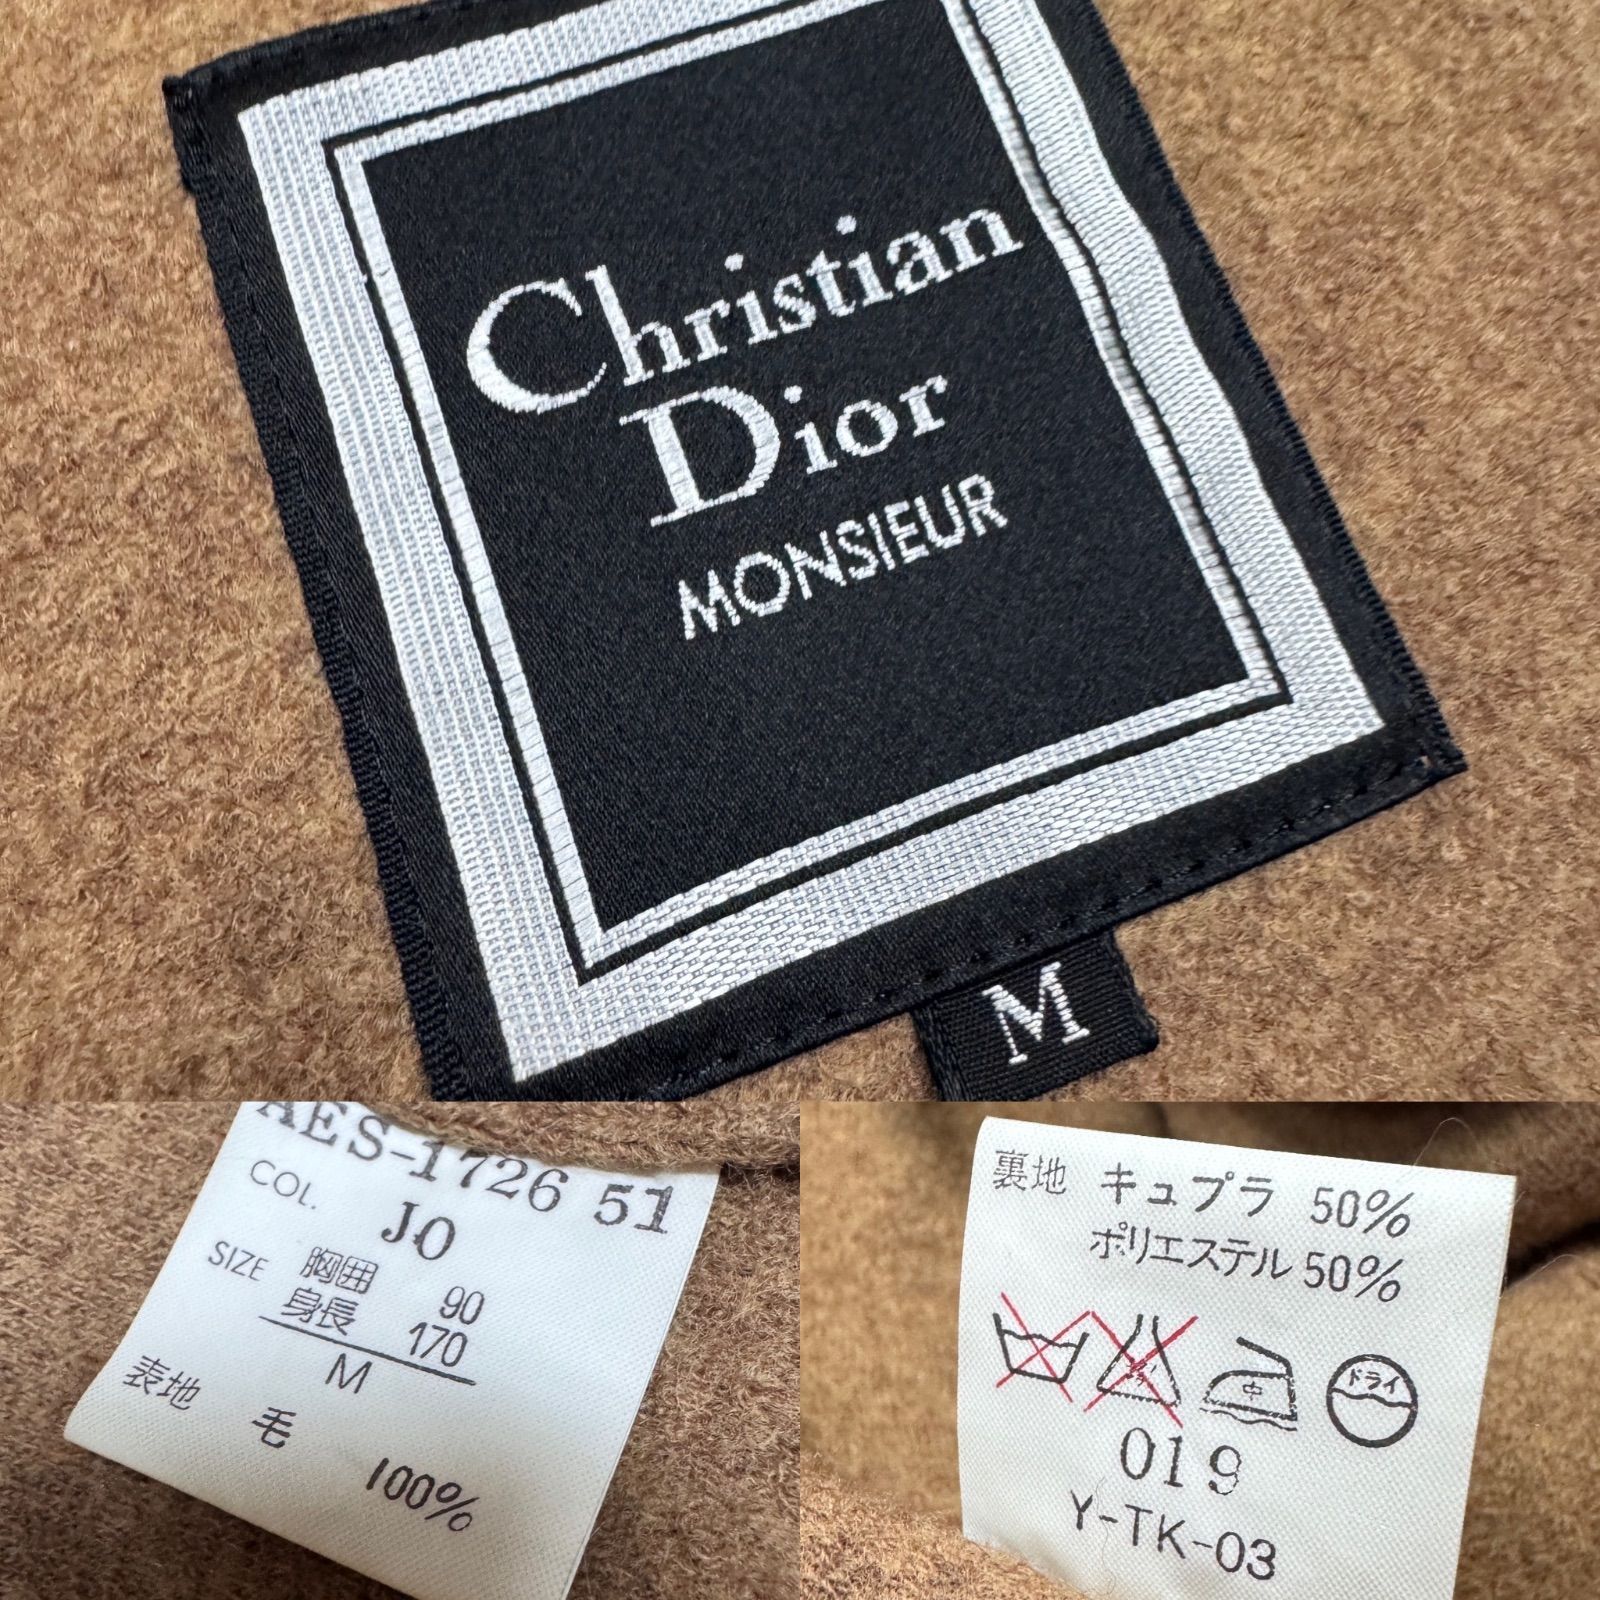 Christian
Dior
MONSIEUR
M
AES-1726 51
COL. JO
SIZE 胸囲 90
身長 170
M
表地 毛 100%
裏地 キュプラ 50%
ポリエステル 50%
中
ドライ
019
Y-TK-03